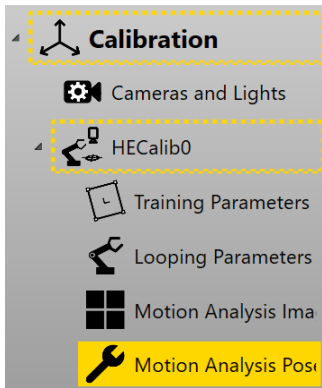 Calibration
Cameras and Lights
HECalib0
Training Parameters
Looping Parameters
Motion Analysis Ima
Motion Analysis Pose